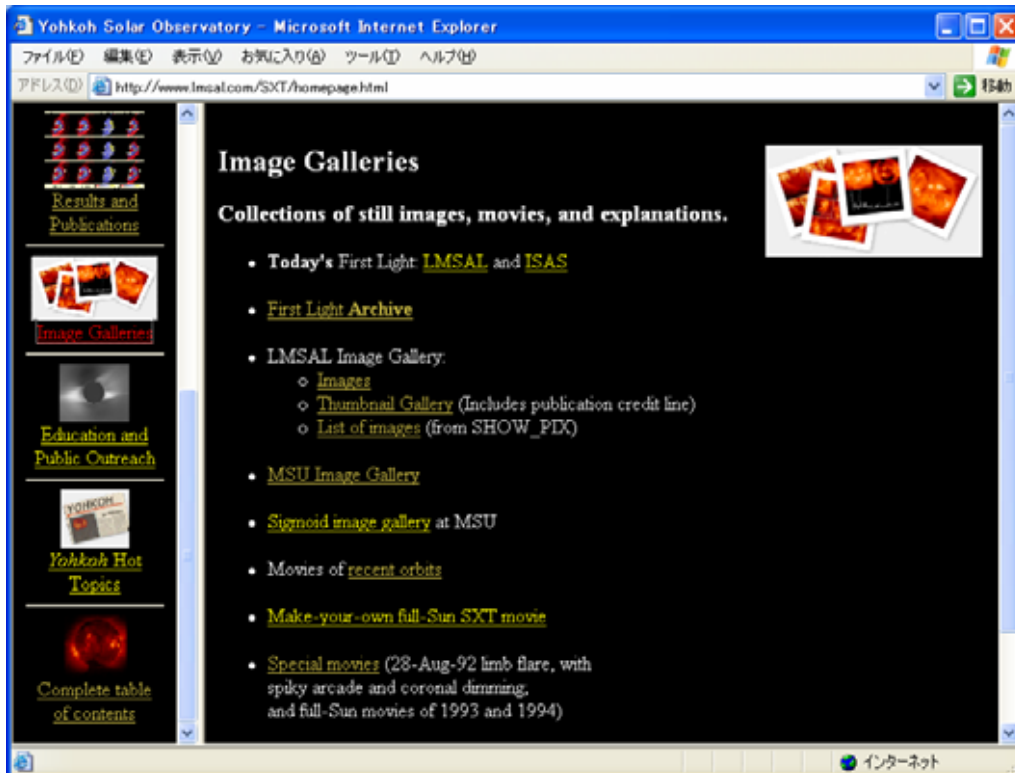 Yohkoh Solar Observatory - Microsoft Internet Explorer
ファイル(F) 編集(E) 表示(V) お気に入り(A) ツール(T) ヘルプ(H)
アドレス(D) http://www.lmsal.com/SXT/homepage.html 移動
Results and
Publications
Image Galleries
Education and
Public Outreach
YOHKOH
Yohkoh Hot
Topics
Complete table
of contents
Image Galleries
Collections of still images, movies, and explanations.
• Today's First Light: LMSAL and ISAS
• First Light Archive
• LMSAL Image Gallery:
○ Images
○ Thumbnail Gallery (Includes publication credit line)
○ List of images (from SHOW_PIX)
• MSU Image Gallery
• Sigmoid image gallery at MSU
• Movies of recent orbits
• Make-your-own full-Sun SXT movie
• Special movies (28-Aug-92 limb flare, with
spiky arcade and coronal dimming,
and full-Sun movies of 1993 and 1994)
インターネット